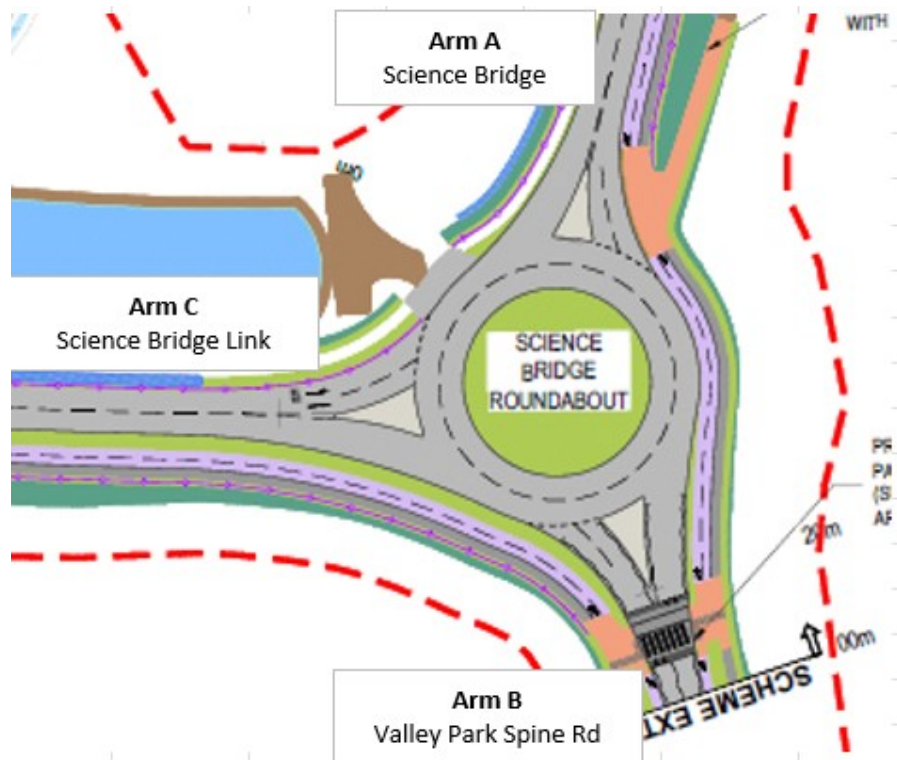 Arm A
Science Bridge
WITH
Arm C
Science Bridge Link
SCIENCE
BRIDGE
ROUNDABOUT
PA
(S
00m
SCHEME EXT
Arm B
Valley Park Spine Rd